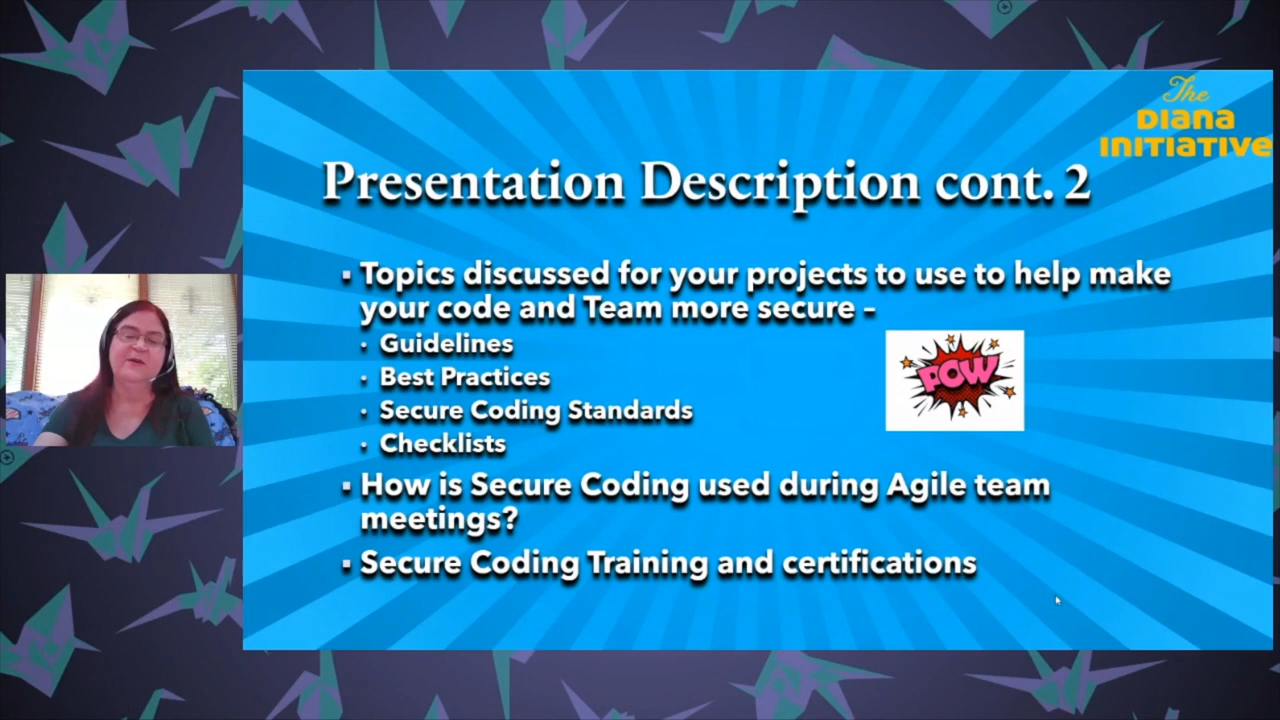 The
DIANA
INITIATIVE
Presentation Description cont. 2
Topics discussed for your projects to use to help make
your code and Team more secure –
Guidelines
Best Practices
Secure Coding Standards
Checklists
POW
How is Secure Coding used during Agile team
meetings?
Secure Coding Training and certifications